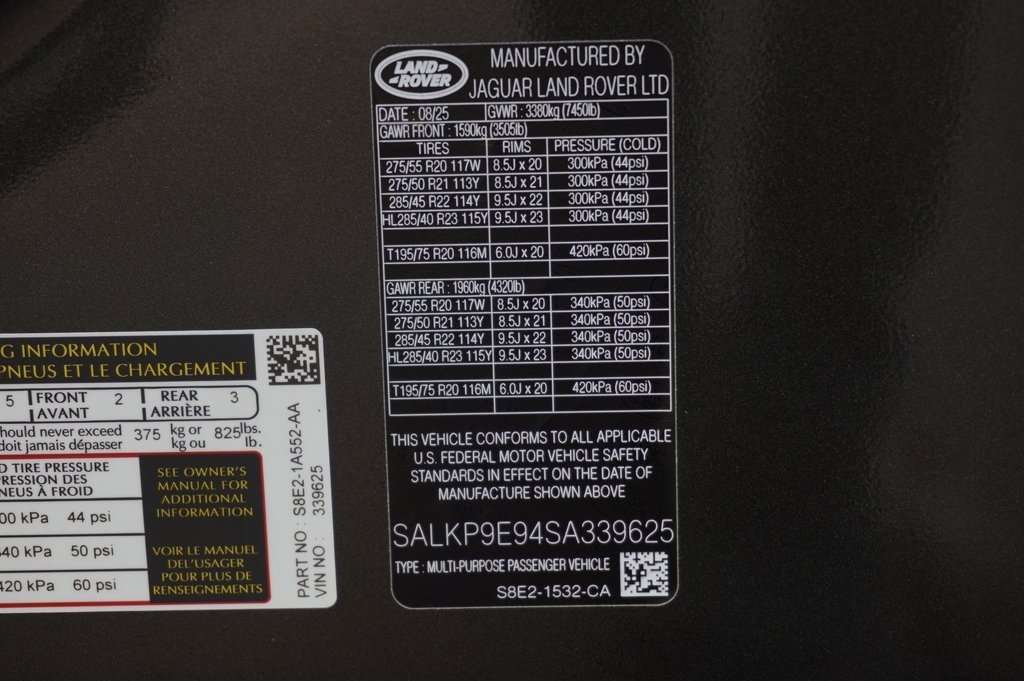 LAND-
-ROVER
MANUFACTURED BY
JAGUAR LAND ROVER LTD
DATE : 08/25 GVWR : 3380kg (7450lb)
GAWR FRONT : 1590kg (3505lb)
TIRES RIMS PRESSURE (COLD)
275/55 R20 117W 8.5J x 20 300kPa (44psi)
275/50 R21 113Y 8.5J x 21 300kPa (44psi)
285/45 R22 114Y 9.5J x 22 300kPa (44psi)
HL285/40 R23 115Y 9.5J x 23 300kPa (44psi)
T195/75 R20 116M 6.0J x 20 420kPa (60psi)
GAWR REAR : 1960kg (4320lb)
275/55 R20 117W 8.5J x 20 340kPa (50psi)
275/50 R21 113Y 8.5J x 21 340kPa (50psi)
285/45 R22 114Y 9.5J x 22 340kPa (50psi)
HL285/40 R23 115Y 9.5J x 23 340kPa (50psi)
T195/75 R20 116M 6.0J x 20 420kPa (60psi)
THIS VEHICLE CONFORMS TO ALL APPLICABLE
U.S. FEDERAL MOTOR VEHICLE SAFETY
STANDARDS IN EFFECT ON THE DATE OF
MANUFACTURE SHOWN ABOVE
SALKP9E94SA339625
TYPE : MULTI-PURPOSE PASSENGER VEHICLE
S8E2-1532-CA
G INFORMATION
PNEUS ET LE CHARGEMENT
5 FRONT 2 REAR 3
AVANT ARRIÈRE
hould never exceed 375 kg or 825 lbs.
doit jamais dépasser kg ou lb.
D TIRE PRESSURE
PRESSION DES
NEUS À FROID
00 kPa 44 psi
340 kPa 50 psi
420 kPa 60 psi
SEE OWNER'S
MANUAL FOR
ADDITIONAL
INFORMATION
VOIR LE MANUEL
DEL'USAGER
POUR PLUS DE
RENSEIGNEMENTS
PART NO : S8E2-1A552-AA
VIN NO : 339625